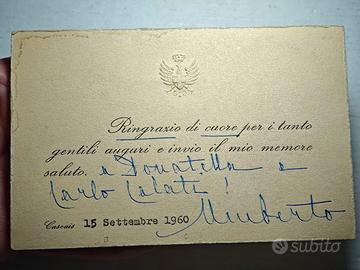 Ringrazio di cuore per i tanto
gentili auguri e invio il mio memore
saluto. a Donatella e
Carlo Calati !
Cascais 15 Settembre 1960 Umberto
subito